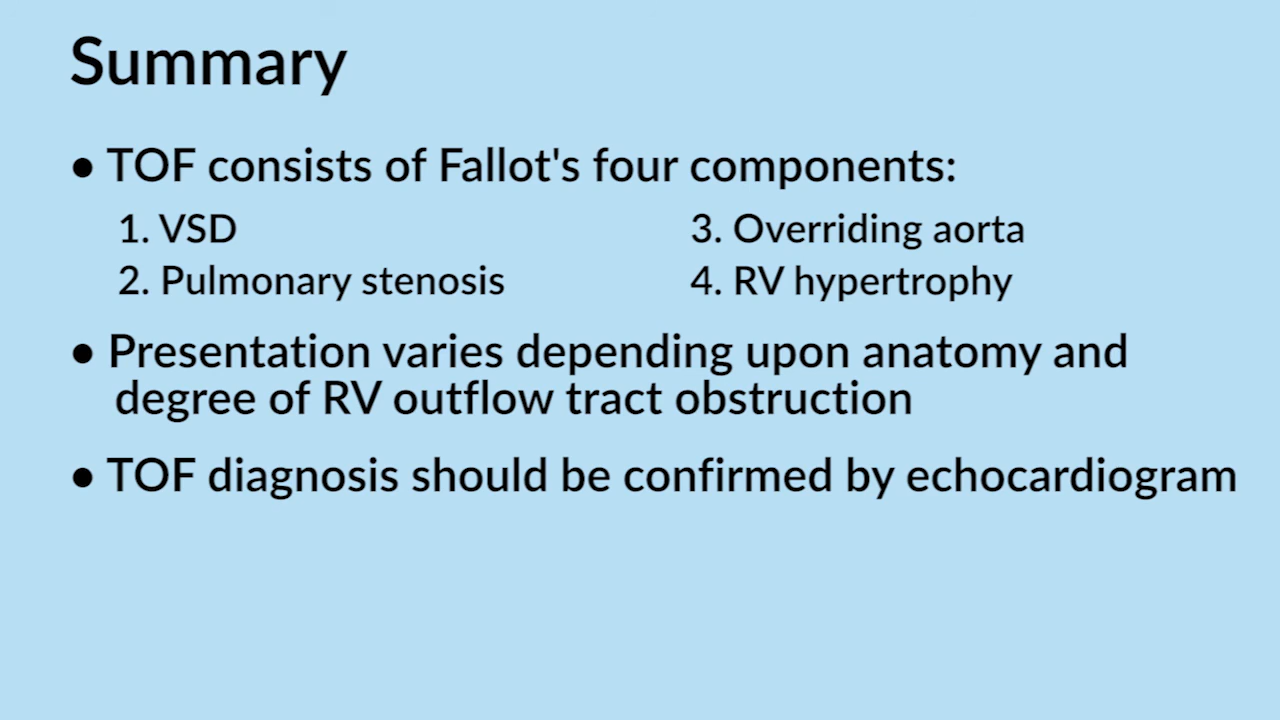 Summary
• TOF consists of Fallot's four components:
1. VSD
2. Pulmonary stenosis
3. Overriding aorta
4. RV hypertrophy
• Presentation varies depending upon anatomy and
degree of RV outflow tract obstruction
• TOF diagnosis should be confirmed by echocardiogram